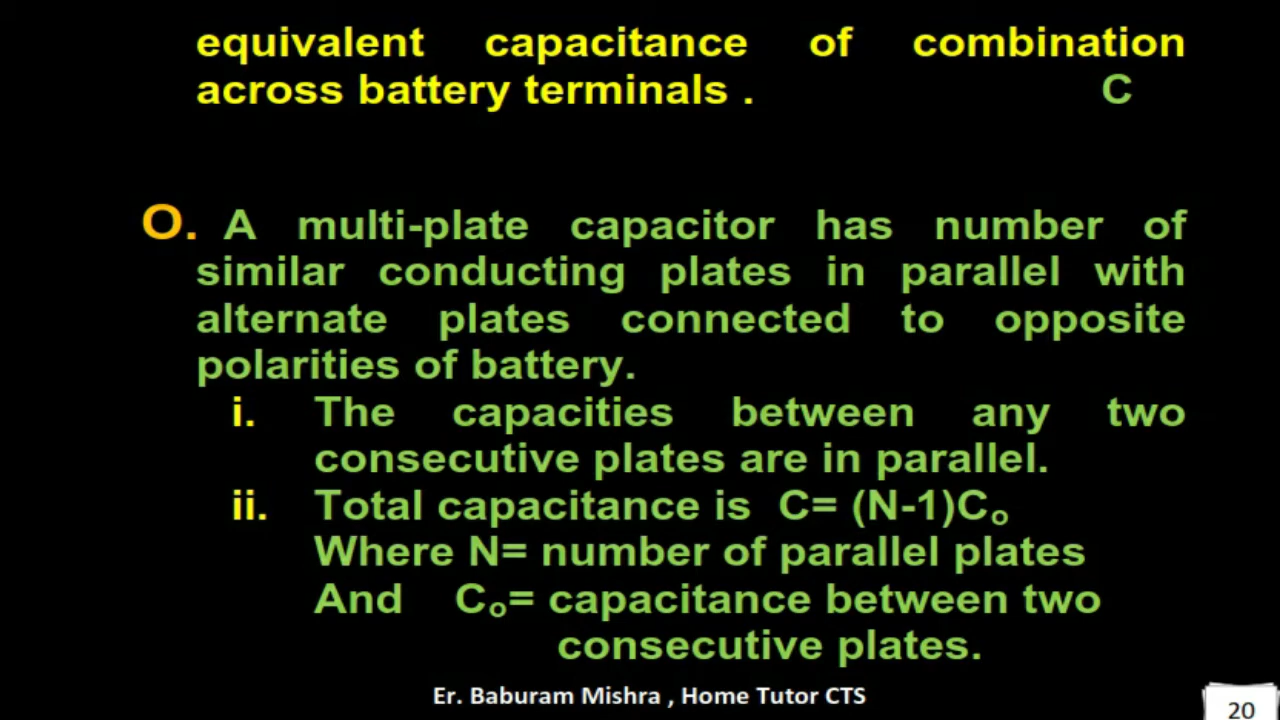 equivalent capacitance of combination
across battery terminals . C
O. A multi-plate capacitor has number of
similar conducting plates in parallel with
alternate plates connected to opposite
polarities of battery.
i. The capacities between any two
consecutive plates are in parallel.
ii. Total capacitance is C= (N-1)Cₒ
Where N= number of parallel plates
And Cₒ= capacitance between two
consecutive plates.
Er. Baburam Mishra , Home Tutor CTS
20